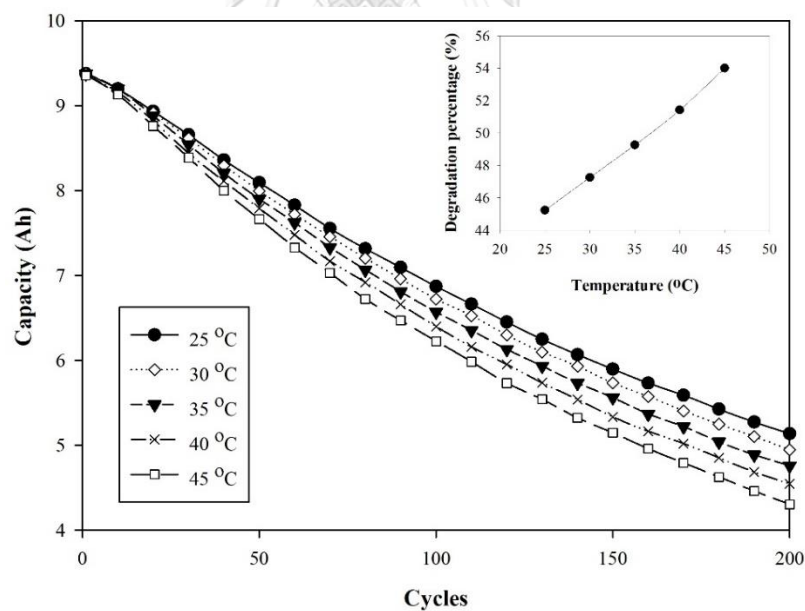 10
9
8
7
6
5
4
Capacity (Ah)
0
50
100
150
200
Cycles
25 ᴼC
30 ᴼC
35 ᴼC
40 ᴼC
45 ᴼC
56
54
52
50
48
46
44
Degradation percentage (%)
20
25
30
35
40
45
50
Temperature (ᴼC)